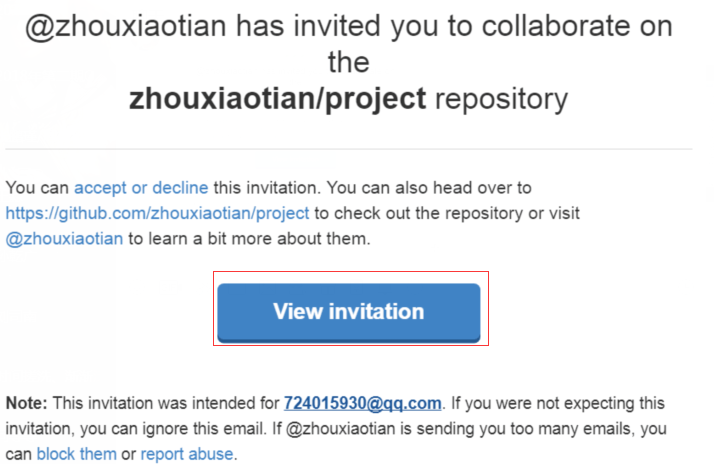 @zhouxiaotian has invited you to collaborate on
the
zhouxiaotian/project repository
You can accept or decline this invitation. You can also head over to
https://github.com/zhouxiaotian/project to check out the repository or visit
@zhouxiaotian to learn a bit more about them.
View invitation
Note: This invitation was intended for 724015930@qq.com. If you were not expecting this
invitation, you can ignore this email. If @zhouxiaotian is sending you too many emails, you
can block them or report abuse.